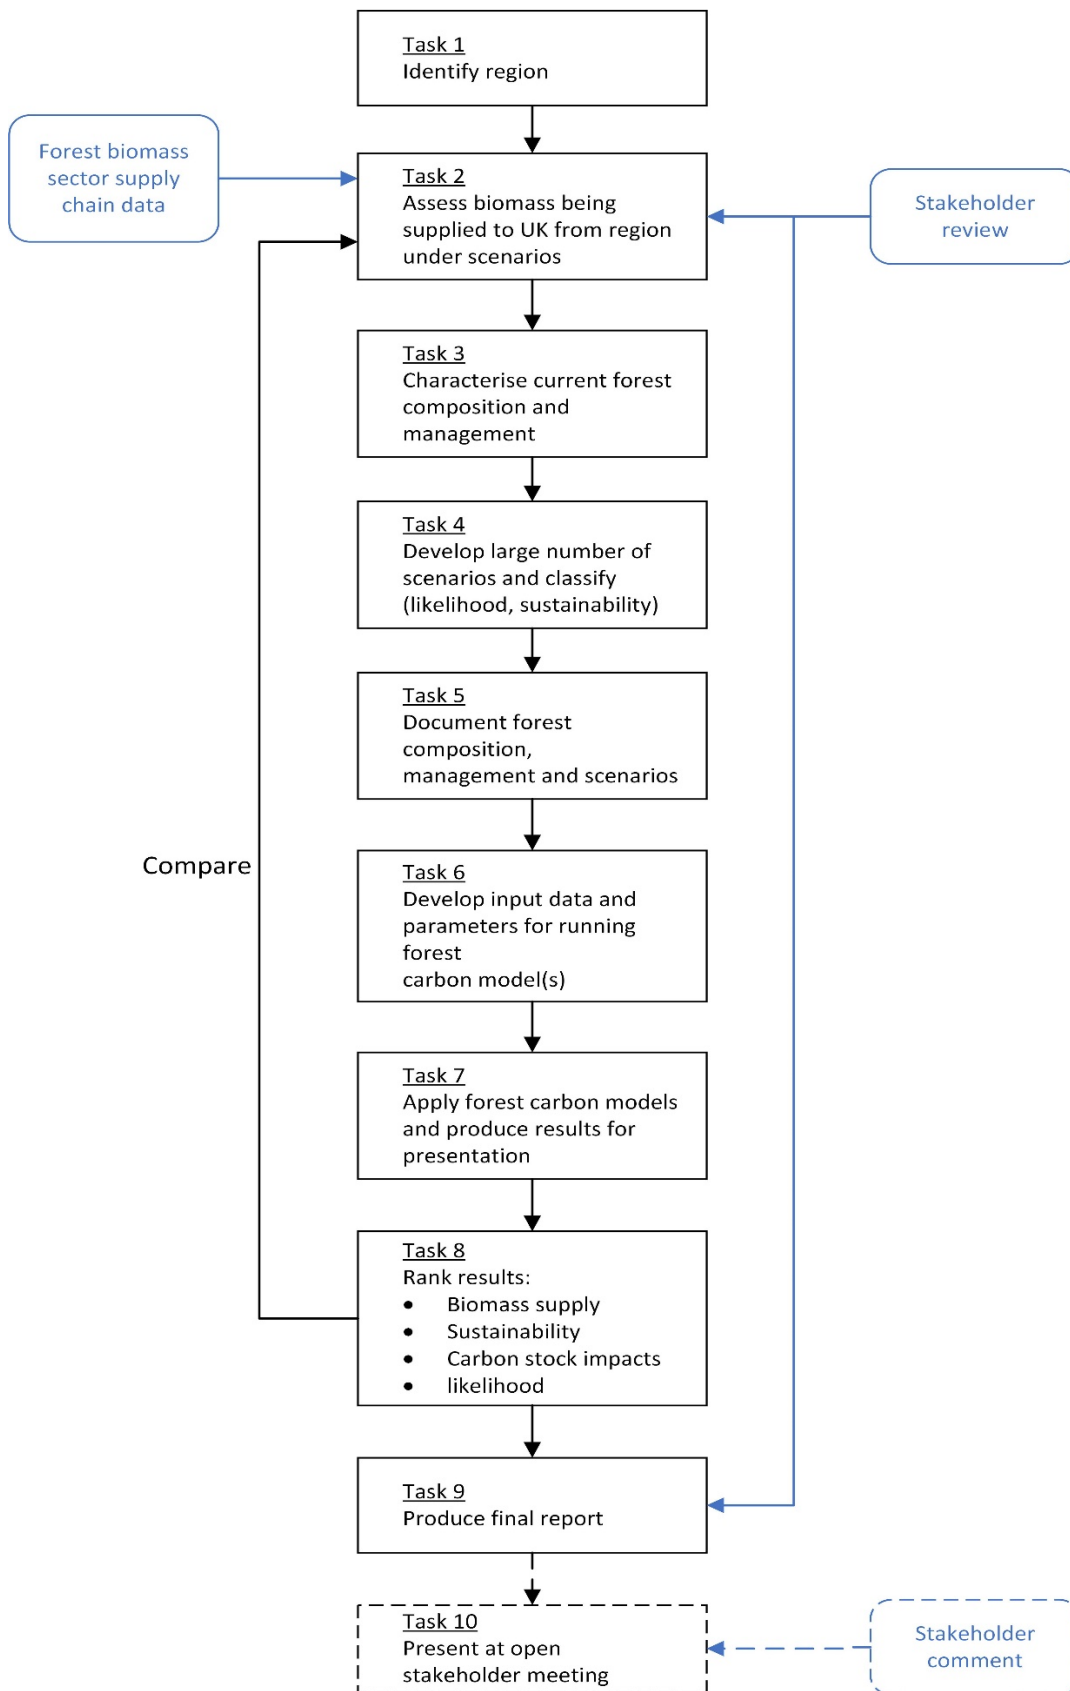 Task 1
Identify region
Forest biomass
sector supply
chain data
Task 2
Assess biomass being
supplied to UK from region
under scenarios
Stakeholder
review
Task 3
Characterise current forest
composition and
management
Task 4
Develop large number of
scenarios and classify
(likelihood, sustainability)
Task 5
Document forest
composition,
management and scenarios
Compare
Task 6
Develop input data and
parameters for running
forest
carbon model(s)
Task 7
Apply forest carbon models
and produce results for
presentation
Task 8
Rank results:
• Biomass supply
• Sustainability
• Carbon stock impacts
• likelihood
Task 9
Produce final report
Task 10
Present at open
stakeholder meeting
Stakeholder
comment